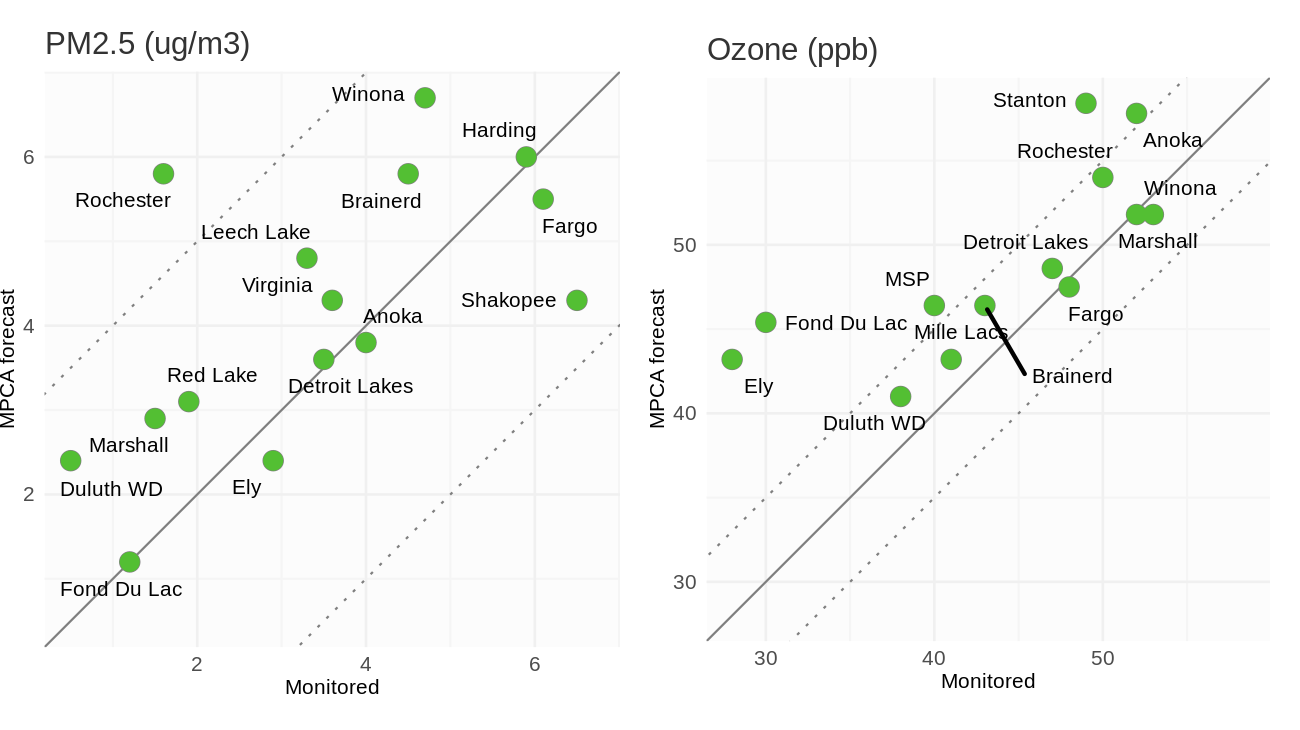 PM2.5 (ug/m3)
Winona
Harding
6
Rochester
Brainerd
Fargo
Leech Lake
Virginia
Shakopee
Anoka
4
MPCA forecast
Red Lake
Detroit Lakes
Marshall
Duluth WD
Ely
2
Fond Du Lac
2 4 6
Monitored
Ozone (ppb)
Stanton
Anoka
Rochester
Winona
50
Detroit Lakes
Marshall
MSP
Fargo
Fond Du Lac
Mille Lacs
MPCA forecast
Ely
Brainerd
40
Duluth WD
30
30 40 50
Monitored